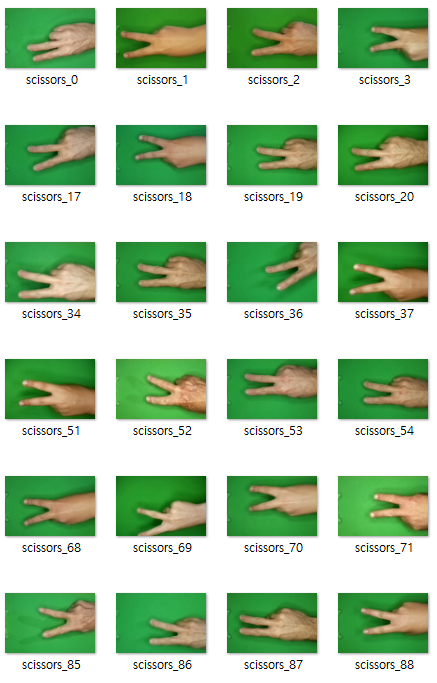 scissors_0 scissors_1 scissors_2 scissors_3
scissors_17 scissors_18 scissors_19 scissors_20
scissors_34 scissors_35 scissors_36 scissors_37
scissors_51 scissors_52 scissors_53 scissors_54
scissors_68 scissors_69 scissors_70 scissors_71
scissors_85 scissors_86 scissors_87 scissors_88